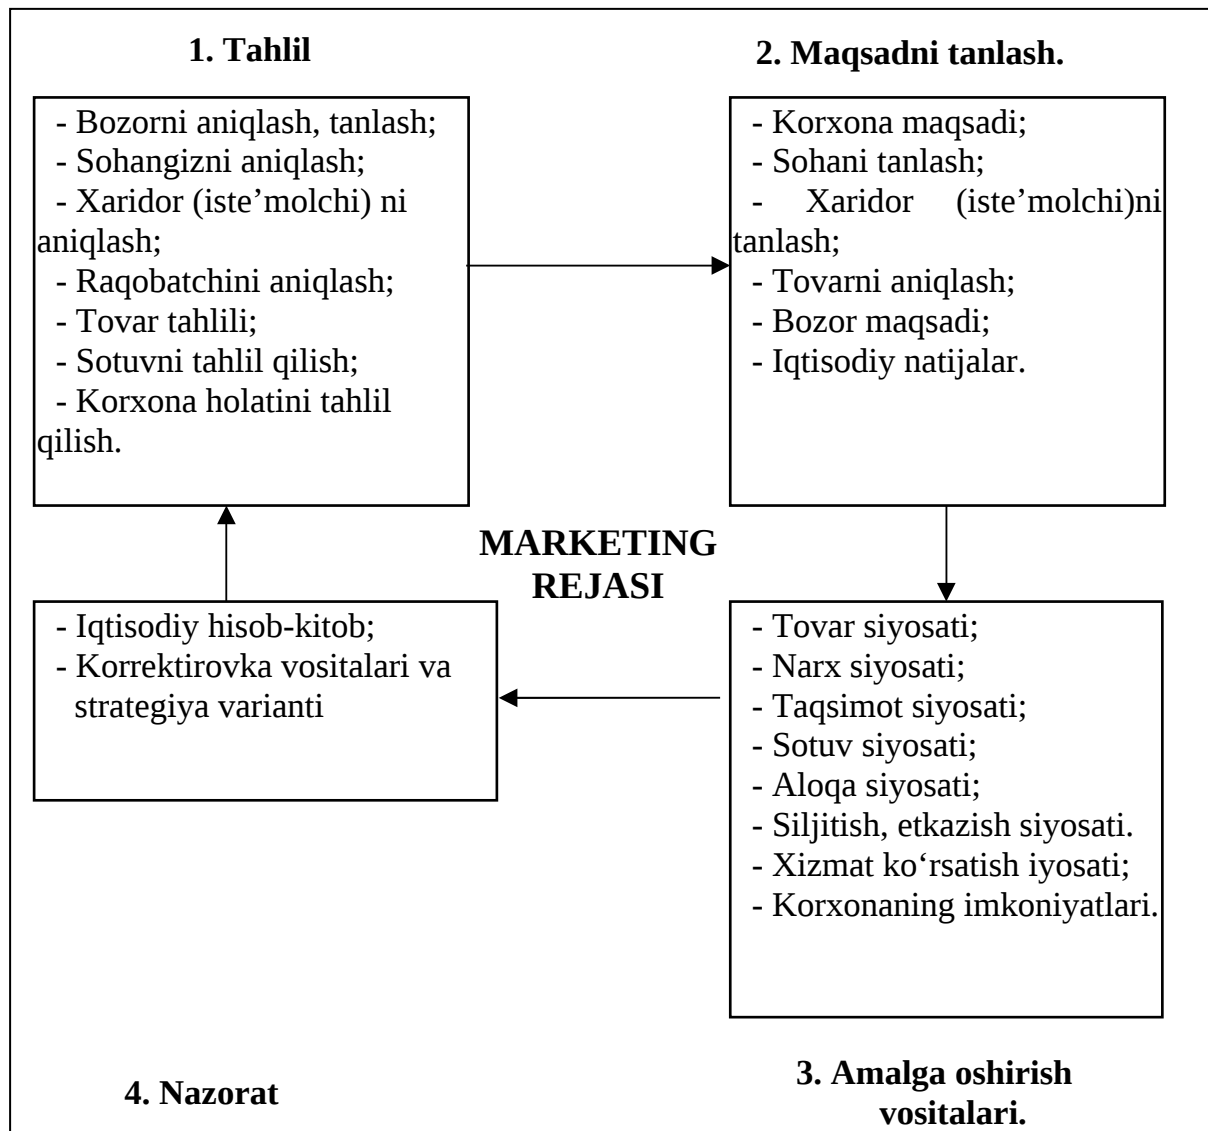 1. Tahlil
- Bozorni aniqlash, tanlash;
- Sohangizni aniqlash;
- Xaridor (iste’molchi) ni
aniqlash;
- Raqobatchini aniqlash;
- Tovar tahlili;
- Sotuvni tahlil qilish;
- Korxona holatini tahlil
qilish.
2. Maqsadni tanlash.
- Korxona maqsadi;
- Sohani tanlash;
- Xaridor (iste’molchi)ni
tanlash;
- Tovarni aniqlash;
- Bozor maqsadi;
- Iqtisodiy natijalar.
MARKETING
REJASI
- Tovar siyosati;
- Narx siyosati;
- Taqsimot siyosati;
- Sotuv siyosati;
- Aloqa siyosati;
- Siljitish, etkazish siyosati.
- Xizmat ko‘rsatish iyosati;
- Korxonaning imkoniyatlari.
3. Amalga oshirish
vositalari.
- Iqtisodiy hisob-kitob;
- Korrektirovka vositalari va
strategiya varianti
4. Nazorat